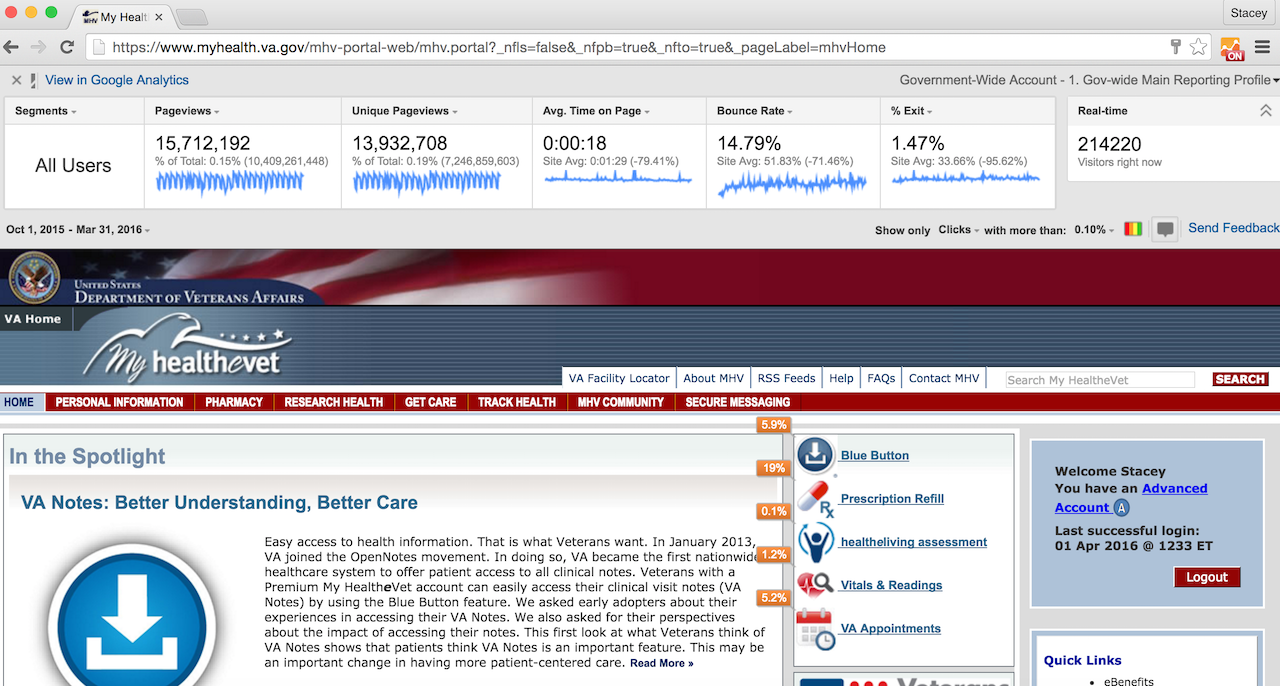 Stacey
My Healt
https://www.myhealth.va.gov/mhv-portal-web/mhv.portal?_nfls=false&_nfpb=true&_nfto=true&_pageLabel=mhvHome
ON
View in Google Analytics
Government-Wide Account - 1. Gov-wide Main Reporting Profile
Segments
Pageviews
Unique Pageviews
Avg. Time on Page
Bounce Rate
% Exit
Real-time
All Users
15,712,192
% of Total: 0.15% (10,409,261,448)
13,932,708
% of Total: 0.19% (7,246,859,603)
0:00:18
Site Avg: 0:01:29 (-79.41%)
14.79%
Site Avg: 51.83% (-71.46%)
1.47%
Site Avg: 33.66% (-95.62%)
214220
Visitors right now
Oct 1, 2015 - Mar 31, 2016
Show only Clicks with more than: 0.10%
Send Feedback
United States
Department of Veterans Affairs
VA Home
My healthevet
VA Facility Locator
About MHV
RSS Feeds
Help
FAQs
Contact MHV
Search My HealtheVet
SEARCH
HOME
PERSONAL INFORMATION
PHARMACY
RESEARCH HEALTH
GET CARE
TRACK HEALTH
MHV COMMUNITY
SECURE MESSAGING
In the Spotlight
VA Notes: Better Understanding, Better Care
Easy access to health information. That is what Veterans want. In January 2013,
VA joined the OpenNotes movement. In doing so, VA became the first nationwide
healthcare system to offer patient access to all clinical notes. Veterans with a
Premium My HealtheVet account can easily access their clinical visit notes (VA
Notes) by using the Blue Button feature. We asked early adopters about their
experiences in accessing their VA Notes. We also asked for their perspectives
about the impact of accessing their notes. This first look at what Veterans think of
VA Notes shows that patients think VA Notes is an important feature. This may be
an important change in having more patient-centered care. Read More »
5.9%
Blue Button
19%
Prescription Refill
0.1%
healtheliving assessment
1.2%
Vitals & Readings
5.2%
VA Appointments
Veterans
Welcome Stacey
You have an Advanced
Account A
Last successful login:
01 Apr 2016 @ 1233 ET
Logout
Quick Links
• eBenefits